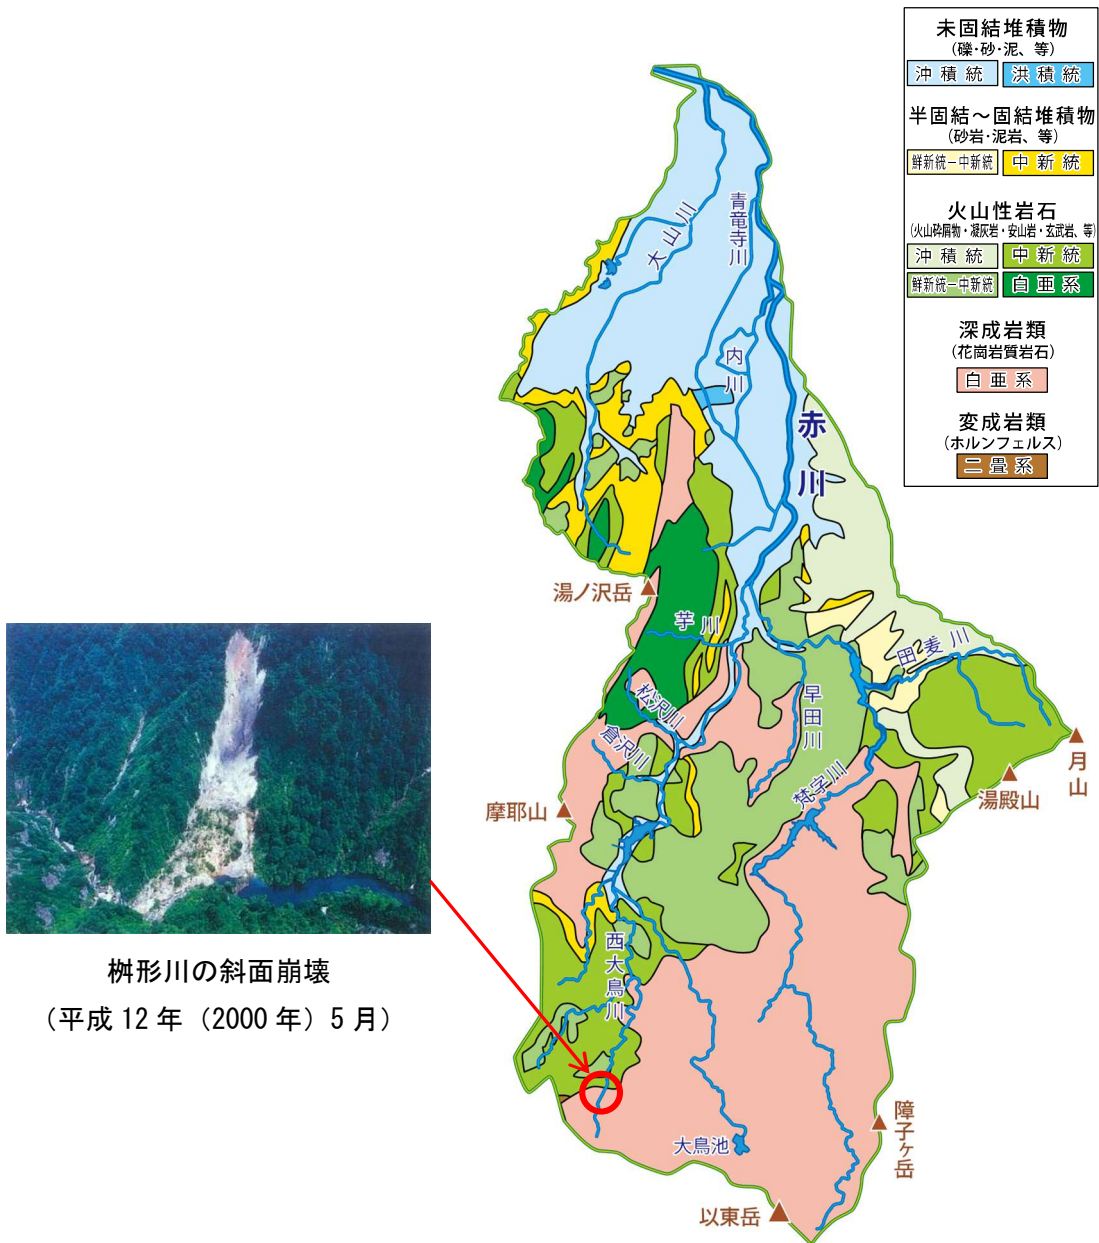 未固結堆積物
(礫・砂・泥、等)
沖積統 洪積統
半固結～固結堆積物
(砂岩・泥岩、等)
鮮新統－中新統 中新統
火山性岩石
(火山砕屑物・凝灰岩・安山岩・玄武岩、等)
沖積統 中新統
鮮新統－中新統 白亜系
深成岩類
(花崗岩質岩石)
白亜系
変成岩類
(ホルンフェルス)
二畳系
大山川
青竜寺川
内川
赤川
湯ノ沢岳
芋川
田麦川
松沢川
早田川
倉沢川
月山
湯殿山
梵字川
摩耶山
西大鳥川
桝形川の斜面崩壊
（平成 12 年（2000 年）5 月）
障子ヶ岳
大鳥池
以東岳